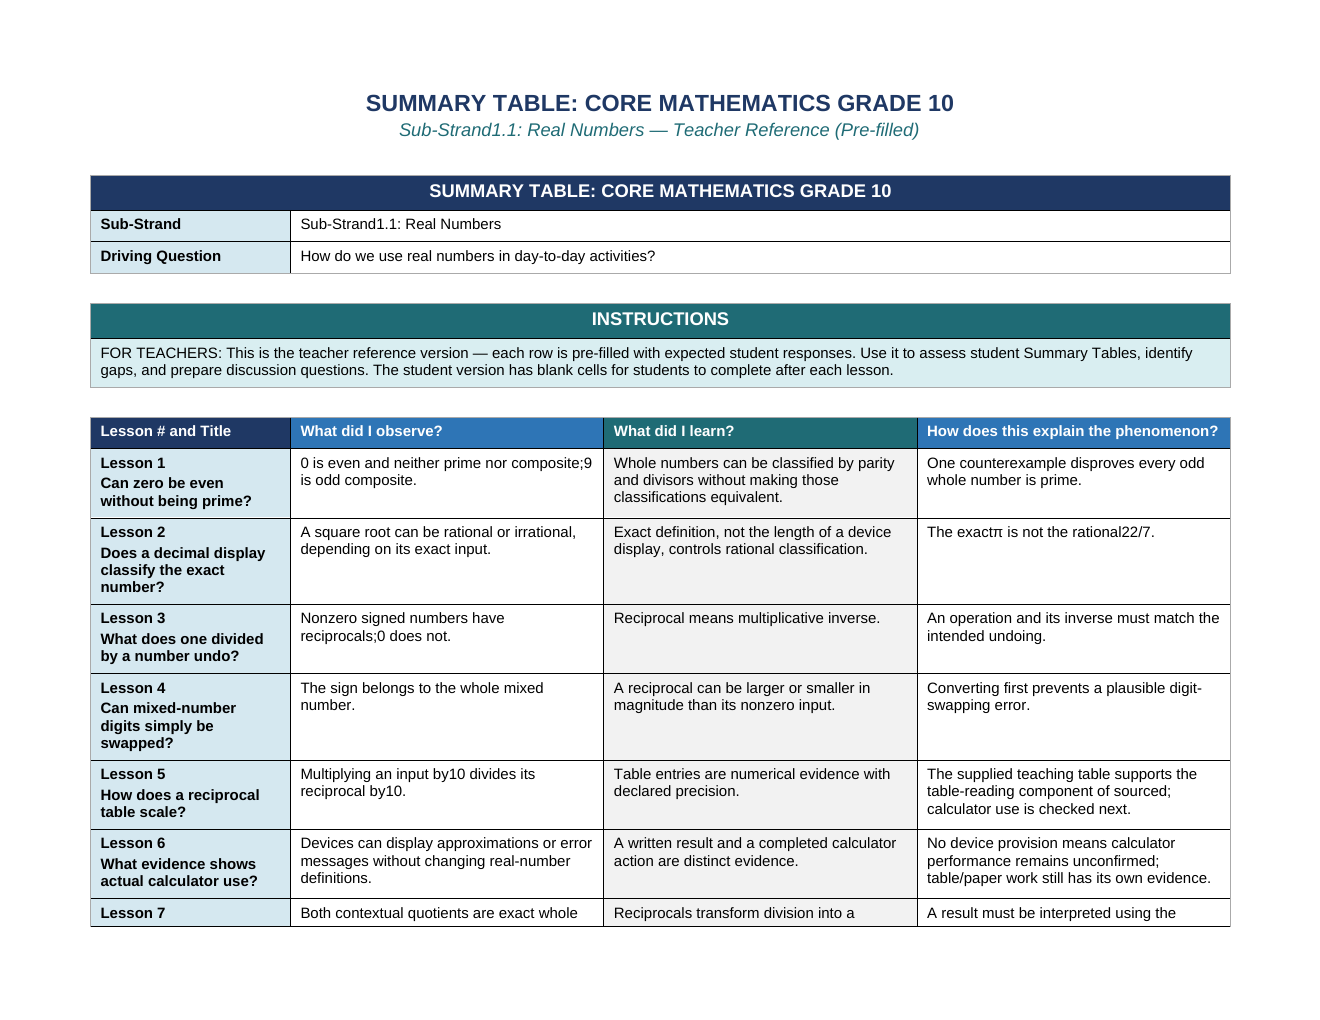 SUMMARY TABLE: CORE MATHEMATICS GRADE 10
Sub-Strand1.1: Real Numbers — Teacher Reference (Pre-filled)
SUMMARY TABLE: CORE MATHEMATICS GRADE 10
Sub-Strand
Sub-Strand1.1: Real Numbers
Driving Question
How do we use real numbers in day-to-day activities?
INSTRUCTIONS
FOR TEACHERS: This is the teacher reference version — each row is pre-filled with expected student responses. Use it to assess student Summary Tables, identify
gaps, and prepare discussion questions. The student version has blank cells for students to complete after each lesson.
Lesson # and Title
What did I observe?
What did I learn?
How does this explain the phenomenon?
Lesson 1
Can zero be even
without being prime?
0 is even and neither prime nor composite;9
is odd composite.
Whole numbers can be classified by parity
and divisors without making those
classifications equivalent.
One counterexample disproves every odd
whole number is prime.
Lesson 2
Does a decimal display
classify the exact
number?
A square root can be rational or irrational,
depending on its exact input.
Exact definition, not the length of a device
display, controls rational classification.
The exactπ is not the rational22/7.
Lesson 3
What does one divided
by a number undo?
Nonzero signed numbers have
reciprocals;0 does not.
Reciprocal means multiplicative inverse.
An operation and its inverse must match the
intended undoing.
Lesson 4
Can mixed-number
digits simply be
swapped?
The sign belongs to the whole mixed
number.
A reciprocal can be larger or smaller in
magnitude than its nonzero input.
Converting first prevents a plausible digit-
swapping error.
Lesson 5
How does a reciprocal
table scale?
Multiplying an input by10 divides its
reciprocal by10.
Table entries are numerical evidence with
declared precision.
The supplied teaching table supports the
table-reading component of sourced;
calculator use is checked next.
Lesson 6
What evidence shows
actual calculator use?
Devices can display approximations or error
messages without changing real-number
definitions.
A written result and a completed calculator
action are distinct evidence.
No device provision means calculator
performance remains unconfirmed;
table/paper work still has its own evidence.
Lesson 7
Both contextual quotients are exact whole
Reciprocals transform division into a
A result must be interpreted using the